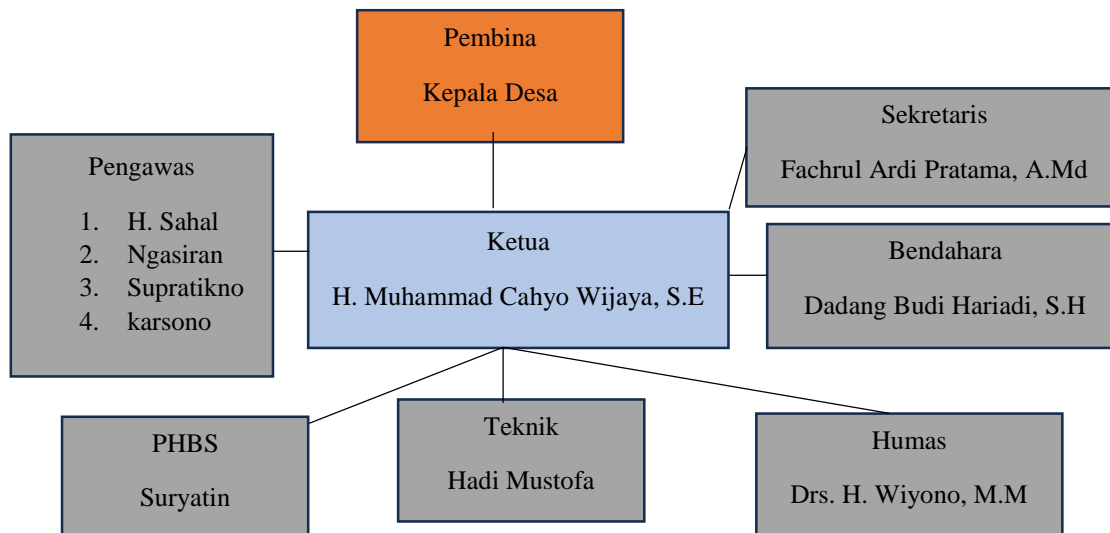 Pembina
Kepala Desa
Sekretaris
Fachrul Ardi Pratama, A.Md
Pengawas
1. H. Sahal
2. Ngasiran
3. Supratikno
4. karsono
Ketua
H. Muhammad Cahyo Wijaya, S.E
Bendahara
Dadang Budi Hariadi, S.H
PHBS
Suryatin
Teknik
Hadi Mustofa
Humas
Drs. H. Wiyono, M.M